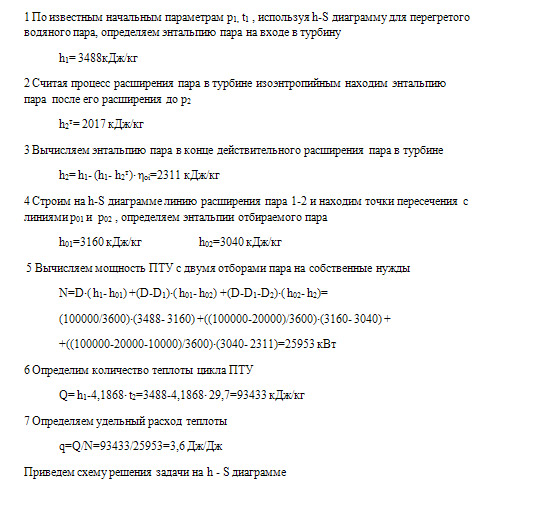 1 По известным начальным параметрам p₁, t₁ , используя h-S диаграмму для перегретого
водяного пара, определяем энтальпию пара на входе в турбину
h₁= 3488кДж/кг
2 Считая процесс расширения пара в турбине изоэнтропийным находим энтальпию
пара после его расширения до p₂
h₂ᵀ= 2017 кДж/кг
3 Вычисляем энтальпию пара в конце действительного расширения пара в турбине
h₂= h₁- (h₁- h₂ᵀ)· ηₒᵢ=2311 кДж/кг
4 Строим на h-S диаграмме линию расширения пара 1-2 и находим точки пересечения с
линиями p₀₁ и p₀₂ , определяем энтальпии отбираемого пара
h₀₁=3160 кДж/кг h₀₂=3040 кДж/кг
5 Вычисляем мощность ПТУ с двумя отборами пара на собственные нужды
N=D·( h₁- h₀₁) +(D-D₁)·( h₀₁- h₀₂) +(D-D₁-D₂)·( h₀₂- h₂)=
(100000/3600)·(3488- 3160) +((100000-20000)/3600)·(3160- 3040) +
+((100000-20000-10000)/3600)·(3040- 2311)=25953 кВт
6 Определим количество теплоты цикла ПТУ
Q= h₁-4,1868· t₂=3488-4,1868· 29,7=93433 кДж/кг
7 Определяем удельный расход теплоты
q=Q/N=93433/25953=3,6 Дж/Дж
Приведем схему решения задачи на h - S диаграмме